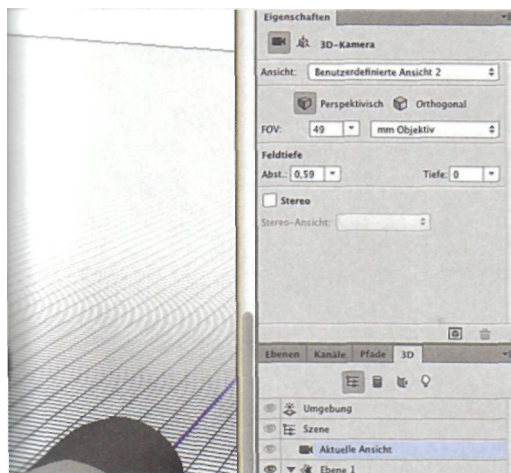 Eigenschaften
3D-Kamera
Ansicht: Benutzerdefinierte Ansicht 2
Perspektivisch Orthogonal
FOV: 49 mm Objektiv
Feldtiefe
Abst.: 0,59 Tiefe: 0
Stereo
Stereo-Ansicht:
Ebenen Kanäle Pfade 3D
Umgebung
Szene
Aktuelle Ansicht
Ebene 1